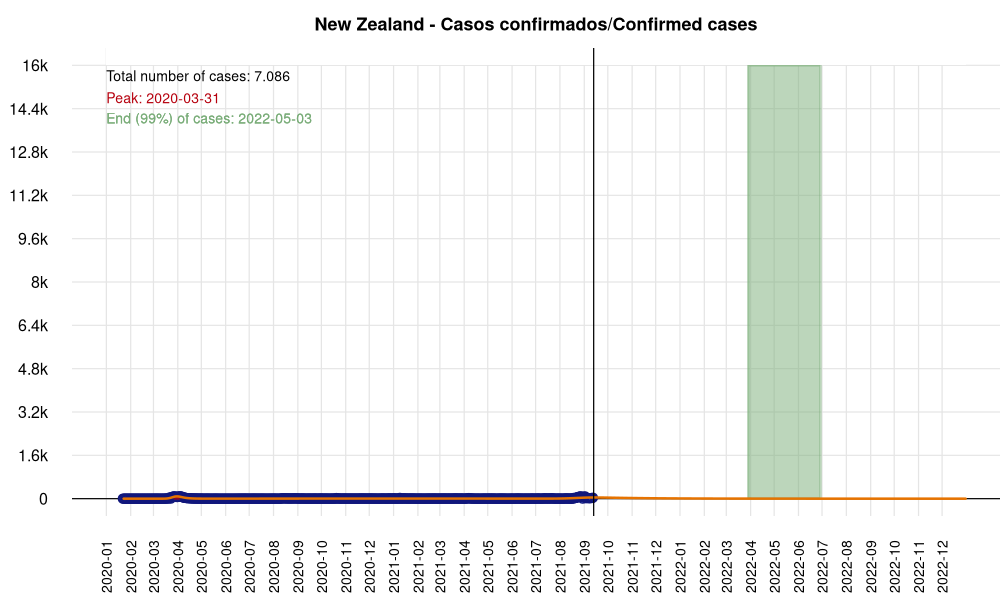 New Zealand - Casos confirmados/Confirmed cases
Total number of cases: 7.086
Peak: 2020-03-31
End (99%) of cases: 2022-05-03
16k
14.4k
12.8k
11.2k
9.6k
8k
6.4k
4.8k
3.2k
1.6k
0
2020-01
2020-02
2020-03
2020-04
2020-05
2020-06
2020-07
2020-08
2020-09
2020-10
2020-11
2020-12
2021-01
2021-02
2021-03
2021-04
2021-05
2021-06
2021-07
2021-08
2021-09
2021-10
2021-11
2021-12
2022-01
2022-02
2022-03
2022-04
2022-05
2022-06
2022-07
2022-08
2022-09
2022-10
2022-11
2022-12